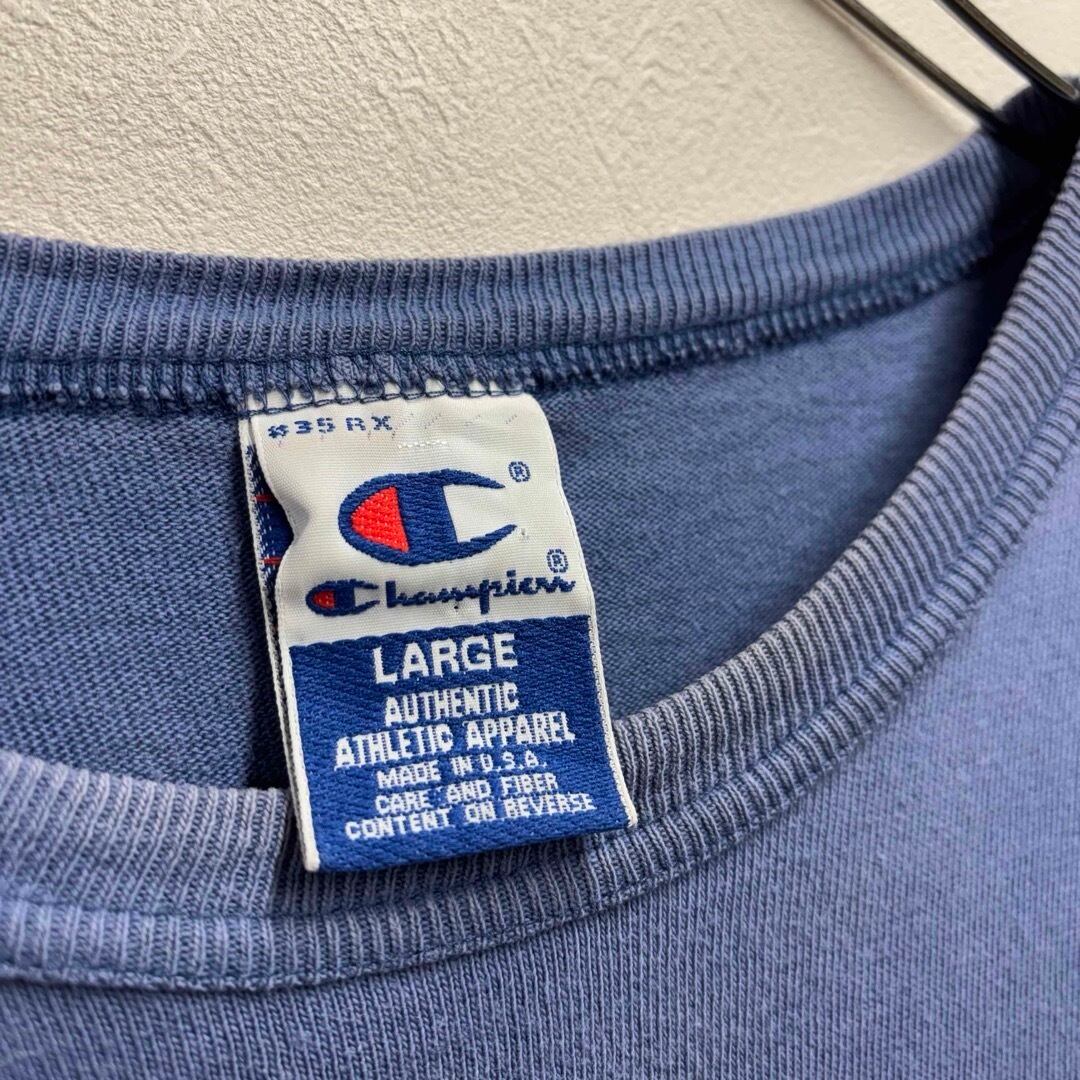 #35 RX
®
Champion®
LARGE
AUTHENTIC
ATHLETIC APPAREL
MADE IN U.S.A.
CARE AND FIBER
CONTENT ON REVERSE